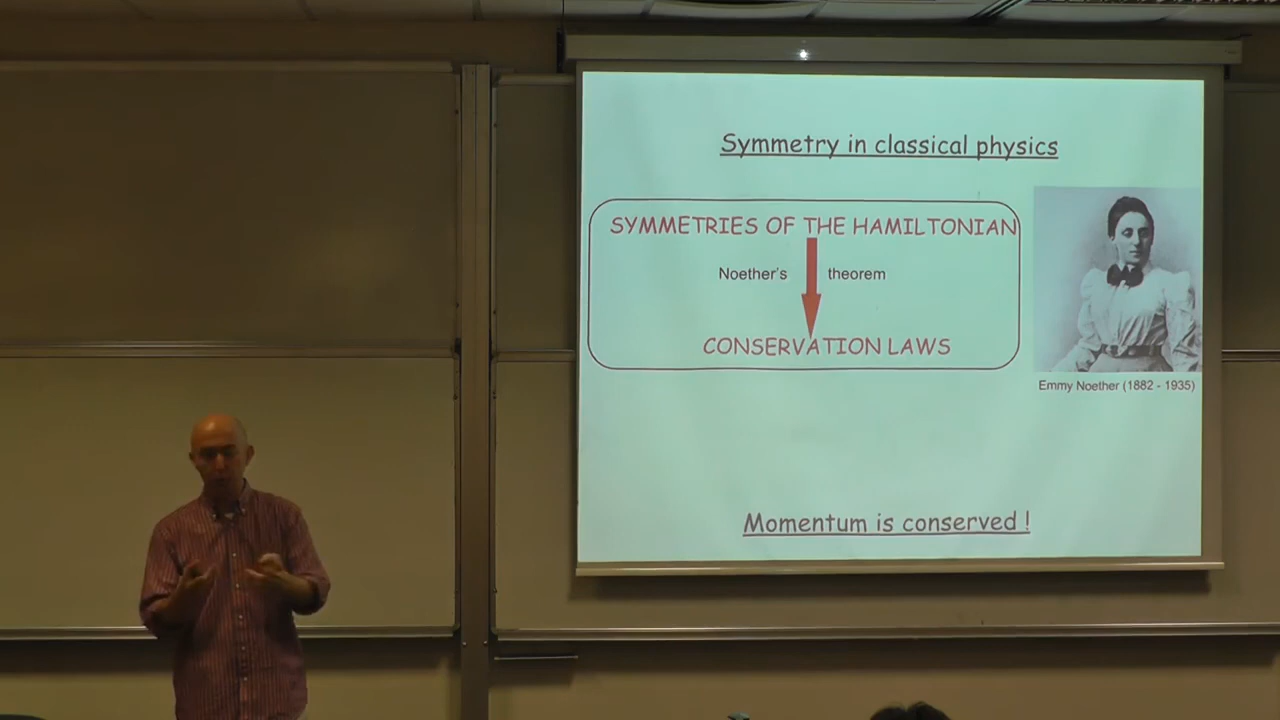 Symmetry in classical physics
SYMMETRIES OF THE HAMILTONIAN
Noether's theorem
CONSERVATION LAWS
Emmy Noether (1882 - 1935)
Momentum is conserved !